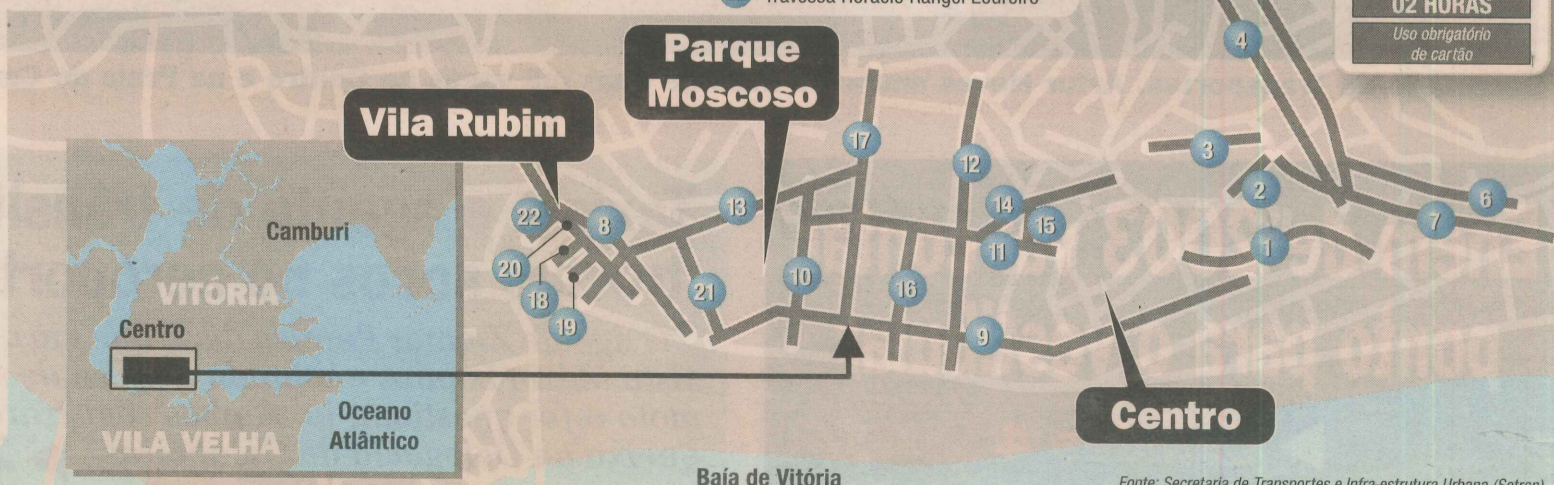 Travessa Horácio Rangel Loureiro
02 HORAS
Uso obrigatório
de cartão
Parque
Moscoso
Vila Rubim
Centro
4
17
12
3
2
6
7
13
14
15
1
22
8
11
20
10
16
18
21
19
9
Camburi
VITÓRIA
Centro
Oceano
Atlântico
VILA VELHA
Baía de Vitória
Fonte: Secretaria de Transportes e Infra-estrutura Urbana (Setran)